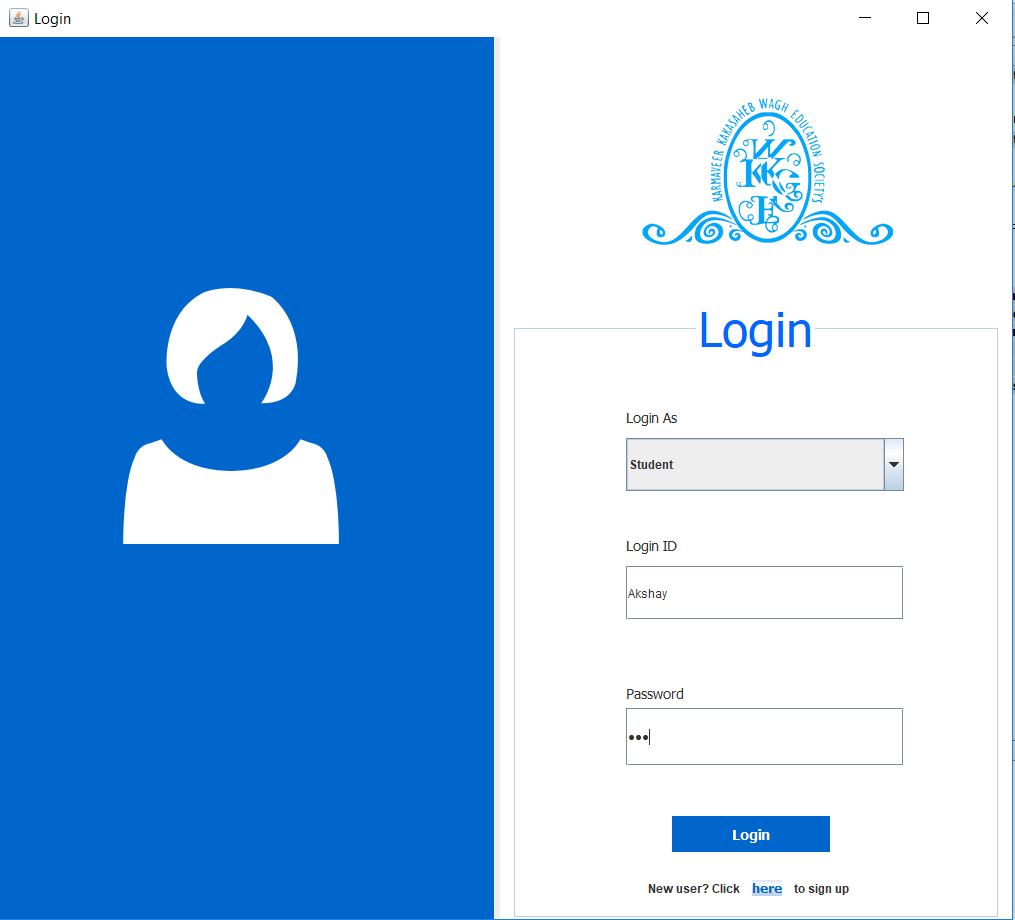 Login
KARMAVEER KAKASAHEB WAGH EDUCATION SOCIETY'S
Login
Login As
Student
Login ID
Akshay
Password
•••
Login
New user? Click here to sign up